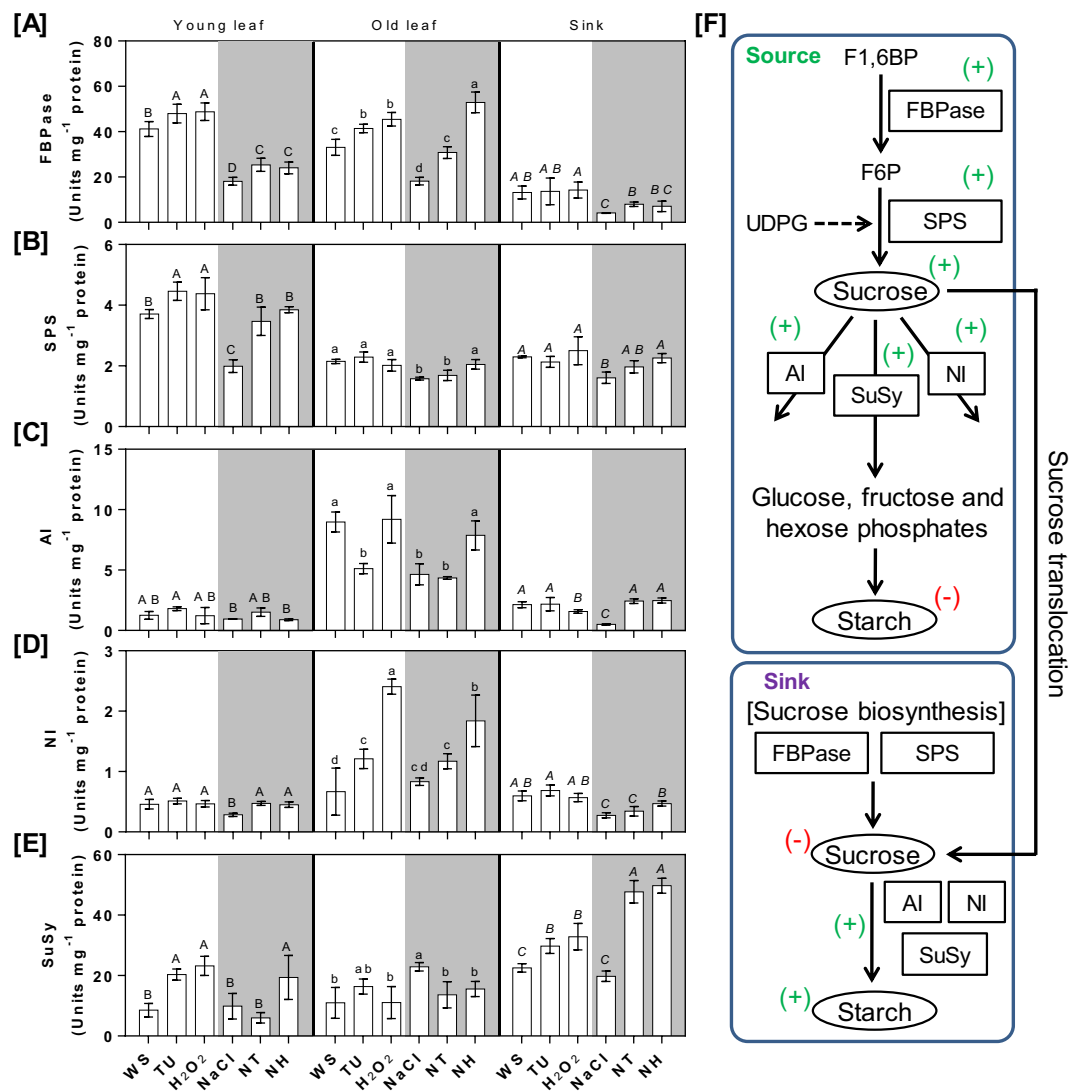 [A]
Young leaf
Old leaf
Sink
FBPase
(Units mg⁻¹ protein)
80
60
40
20
0
B
A
A
D
C
C
c
b
b
d
c
a
A B
A B
A
C
B
B C
[B]
SPS
(Units mg⁻¹ protein)
6
4
2
0
B
A
A
C
B
B
a
a
a
b
b
a
A
A
A
B
A B
A
[C]
AI
(Units mg⁻¹ protein)
15
10
5
0
A B
A
A B
B
A B
B
a
b
a
b
b
a
A
A
B
C
A
A
[D]
NI
(Units mg⁻¹ protein)
3
2
1
0
A
A
A
B
A
A
d
c
a
c d
c
b
A B
A
A B
C
C
B
[E]
SuSy
(Units mg⁻¹ protein)
60
40
20
0
B
A
A
B
B
A
b
a b
b
a
b
b
C
B
B
C
A
A
WS
TU
H₂O₂
NaCl
NT
NH
WS
TU
H₂O₂
NaCl
NT
NH
WS
TU
H₂O₂
NaCl
NT
NH
[F]
Source
F1,6BP
(+)
FBPase
F6P
(+)
UDPG
SPS
(+)
Sucrose
(+)
(+)
(+)
AI
SuSy
NI
Glucose, fructose and
hexose phosphates
(-)
Starch
Sucrose translocation
Sink
[Sucrose biosynthesis]
FBPase
SPS
(-)
Sucrose
AI
NI
(+)
SuSy
(+)
Starch